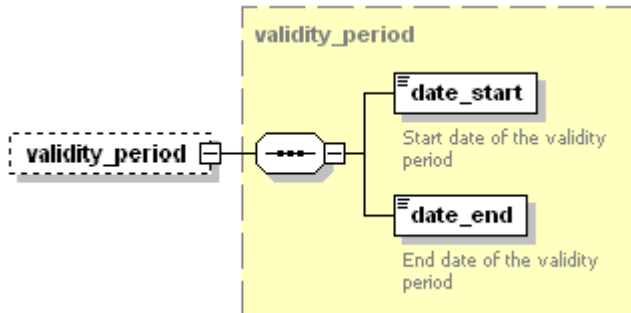 validity_period
date_start
Start date of the validity
period
validity_period
date_end
End date of the validity
period